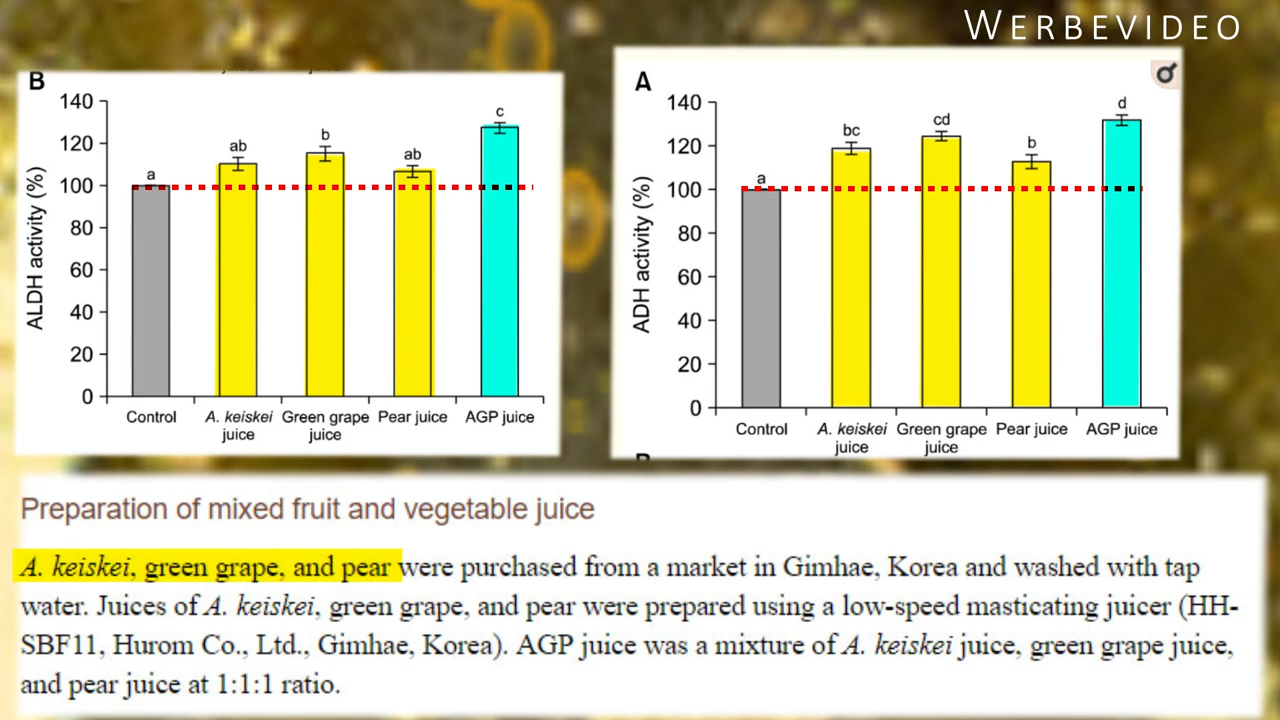 WERBEVIDEO
B
140
120
100
80
60
40
20
0
ALDH activity (%)
a
ab
b
ab
c
Control
A. keiskei
juice
Green grape
juice
Pear juice
AGP juice
A
140
120
100
80
60
40
20
0
ADH activity (%)
a
bc
cd
b
d
Control
A. keiskei
juice
Green grape
juice
Pear juice
AGP juice
Preparation of mixed fruit and vegetable juice
A. keiskei, green grape, and pear were purchased from a market in Gimhae, Korea and washed with tap
water. Juices of A. keiskei, green grape, and pear were prepared using a low-speed masticating juicer (HH-
SBF11, Hurom Co., Ltd., Gimhae, Korea). AGP juice was a mixture of A. keiskei juice, green grape juice,
and pear juice at 1:1:1 ratio.